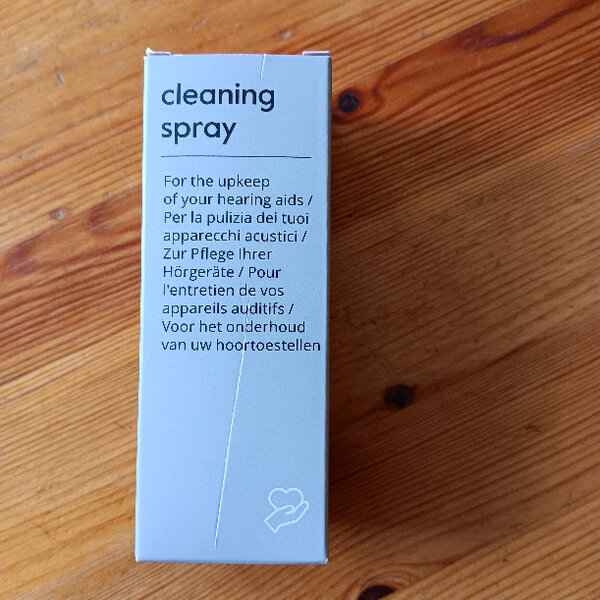 cleaning
spray
For the upkeep
of your hearing aids /
Per la pulizia dei tuoi
apparecchi acustici /
Zur Pflege Ihrer
Hörgeräte / Pour
l'entretien de vos
appareils auditifs /
Voor het onderhoud
van uw hoortoestellen